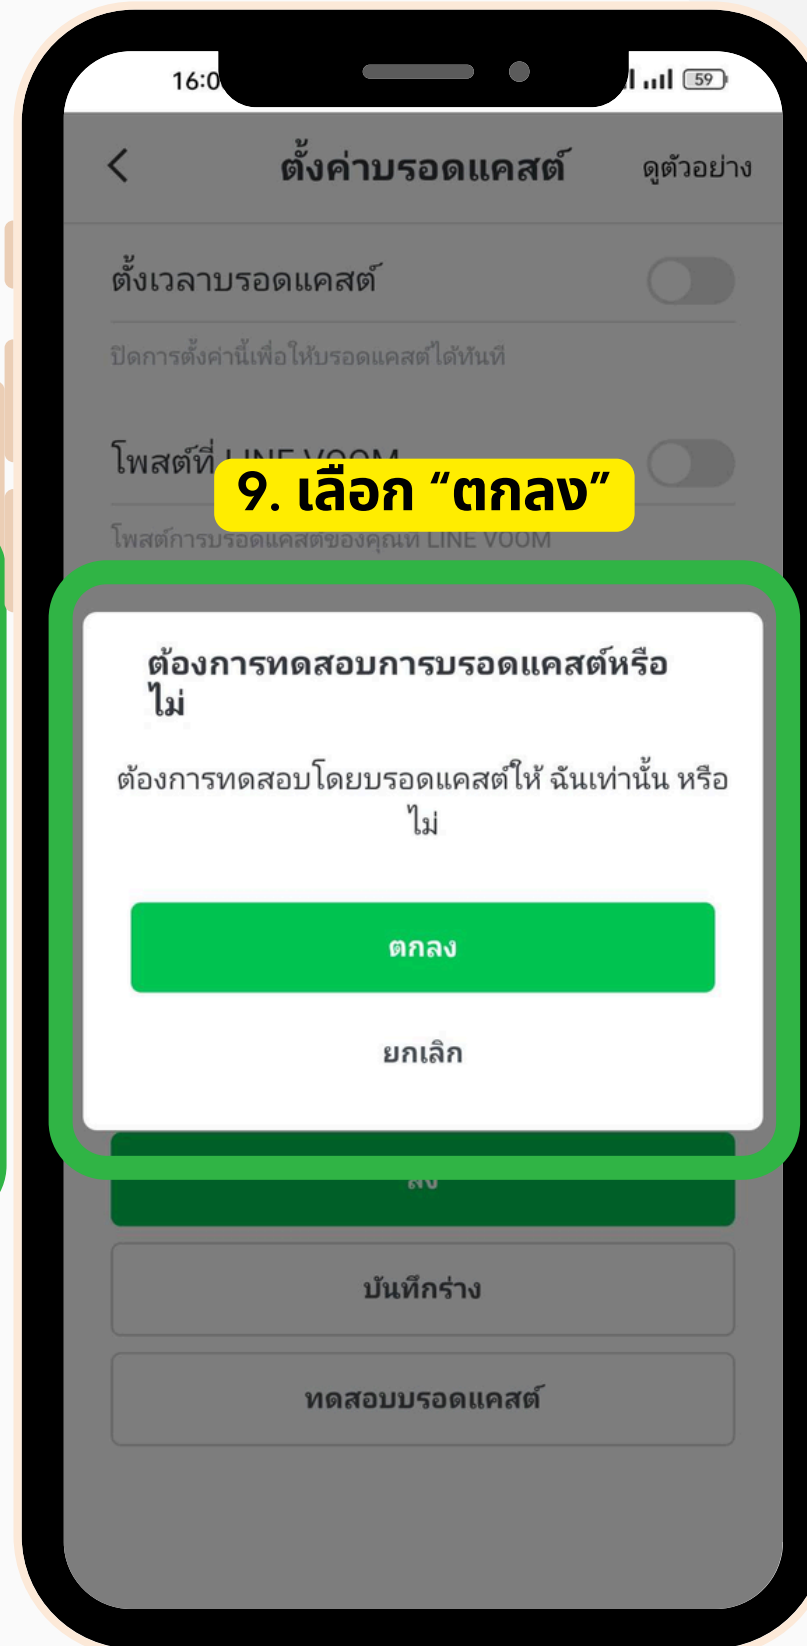 16:0
59
ตั้งค่าบรอดแคสต์
ดูตัวอย่าง
ตั้งเวลาบรอดแคสต์
ปิดการตั้งค่านี้เพื่อให้บรอดแคสต์ได้ทันที
โพสต์ที่ LINE VOOM
9. เลือก “ตกลง”
โพสต์การบรอดแคสต์ของคุณที่ LINE VOOM
ต้องการทดสอบการบรอดแคสต์หรือ
ไม่
ต้องการทดสอบโดยบรอดแคสต์ให้ ฉันเท่านั้น หรือ
ไม่
ตกลง
ยกเลิก
บันทึกร่าง
ทดสอบบรอดแคสต์